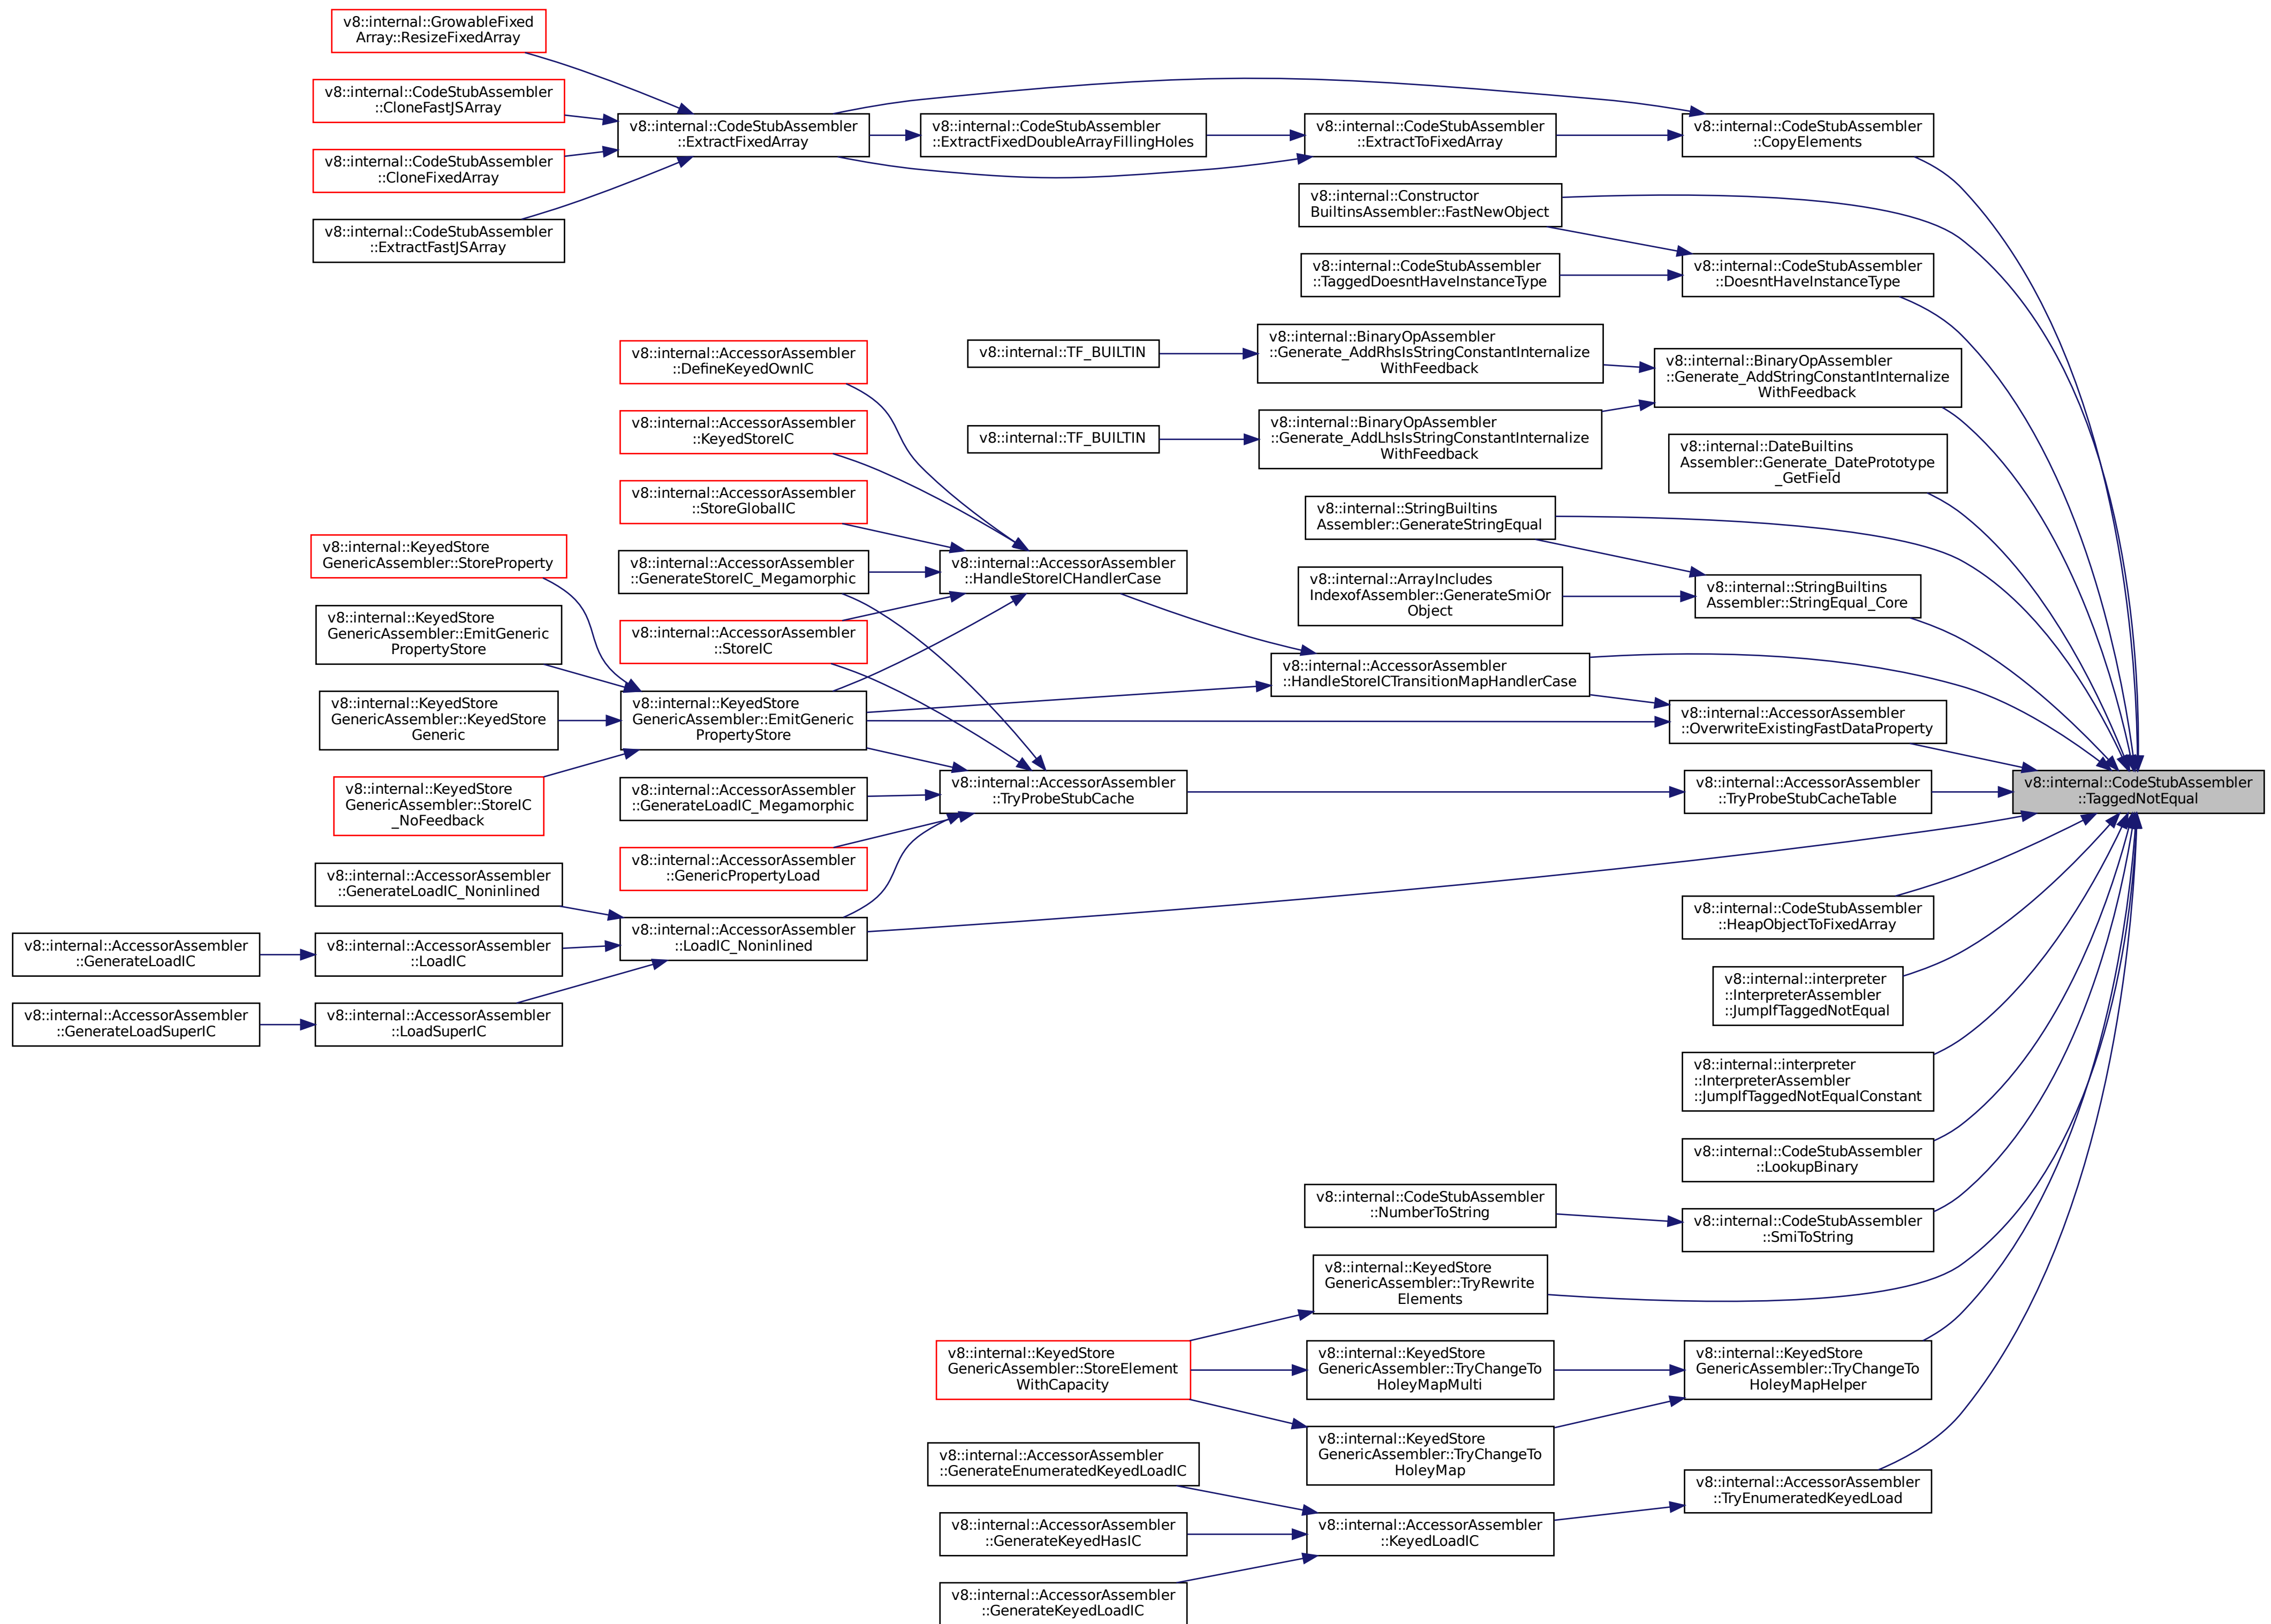 v8::internal::GrowableFixed
Array::ResizeFixedArray
v8::internal::CodeStubAssembler
::CloneFastJSArray
v8::internal::CodeStubAssembler
::CloneFixedArray
v8::internal::CodeStubAssembler
::ExtractFastJSArray
v8::internal::CodeStubAssembler
::ExtractFixedArray
v8::internal::CodeStubAssembler
::ExtractFixedDoubleArrayFillingHoles
v8::internal::CodeStubAssembler
::ExtractToFixedArray
v8::internal::CodeStubAssembler
::CopyElements
v8::internal::Constructor
BuiltinsAssembler::FastNewObject
v8::internal::CodeStubAssembler
::TaggedDoesntHaveInstanceType
v8::internal::CodeStubAssembler
::DoesntHaveInstanceType
v8::internal::TF_BUILTIN
v8::internal::BinaryOpAssembler
::Generate_AddRhsIsStringConstantInternalize
WithFeedback
v8::internal::BinaryOpAssembler
::Generate_AddStringConstantInternalize
WithFeedback
v8::internal::TF_BUILTIN
v8::internal::BinaryOpAssembler
::Generate_AddLhsIsStringConstantInternalize
WithFeedback
v8::internal::DateBuiltins
Assembler::Generate_DatePrototype
_GetField
v8::internal::StringBuiltins
Assembler::GenerateStringEqual
v8::internal::ArrayIncludes
IndexofAssembler::GenerateSmiOr
Object
v8::internal::StringBuiltins
Assembler::StringEqual_Core
v8::internal::AccessorAssembler
::DefineKeyedOwnIC
v8::internal::AccessorAssembler
::KeyedStoreIC
v8::internal::AccessorAssembler
::StoreGlobalIC
v8::internal::AccessorAssembler
::GenerateStoreIC_Megamorphic
v8::internal::AccessorAssembler
::StoreIC
v8::internal::AccessorAssembler
::HandleStoreICHandlerCase
v8::internal::AccessorAssembler
::HandleStoreICTransitionMapHandlerCase
v8::internal::AccessorAssembler
::OverwriteExistingFastDataProperty
v8::internal::KeyedStore
GenericAssembler::StoreProperty
v8::internal::KeyedStore
GenericAssembler::EmitGeneric
PropertyStore
v8::internal::KeyedStore
GenericAssembler::KeyedStore
Generic
v8::internal::KeyedStore
GenericAssembler::StoreIC
_NoFeedback
v8::internal::KeyedStore
GenericAssembler::EmitGeneric
PropertyStore
v8::internal::AccessorAssembler
::TryProbeStubCache
v8::internal::AccessorAssembler
::TryProbeStubCacheTable
v8::internal::CodeStubAssembler
::TaggedNotEqual
v8::internal::AccessorAssembler
::GenerateLoadIC_Megamorphic
v8::internal::AccessorAssembler
::GenericPropertyLoad
v8::internal::AccessorAssembler
::GenerateLoadIC_Noninlined
v8::internal::AccessorAssembler
::LoadIC_Noninlined
v8::internal::AccessorAssembler
::GenerateLoadIC
v8::internal::AccessorAssembler
::LoadIC
v8::internal::AccessorAssembler
::GenerateLoadSuperIC
v8::internal::AccessorAssembler
::LoadSuperIC
v8::internal::CodeStubAssembler
::HeapObjectToFixedArray
v8::internal::interpreter
::InterpreterAssembler
::JumpIfTaggedNotEqual
v8::internal::interpreter
::InterpreterAssembler
::JumpIfTaggedNotEqualConstant
v8::internal::CodeStubAssembler
::LookupBinary
v8::internal::CodeStubAssembler
::NumberToString
v8::internal::CodeStubAssembler
::SmiToString
v8::internal::KeyedStore
GenericAssembler::TryRewrite
Elements
v8::internal::KeyedStore
GenericAssembler::StoreElement
WithCapacity
v8::internal::KeyedStore
GenericAssembler::TryChangeTo
HoleyMapMulti
v8::internal::KeyedStore
GenericAssembler::TryChangeTo
HoleyMapHelper
v8::internal::KeyedStore
GenericAssembler::TryChangeTo
HoleyMap
v8::internal::AccessorAssembler
::GenerateEnumeratedKeyedLoadIC
v8::internal::AccessorAssembler
::GenerateKeyedHasIC
v8::internal::AccessorAssembler
::GenerateKeyedLoadIC
v8::internal::AccessorAssembler
::KeyedLoadIC
v8::internal::AccessorAssembler
::TryEnumeratedKeyedLoad